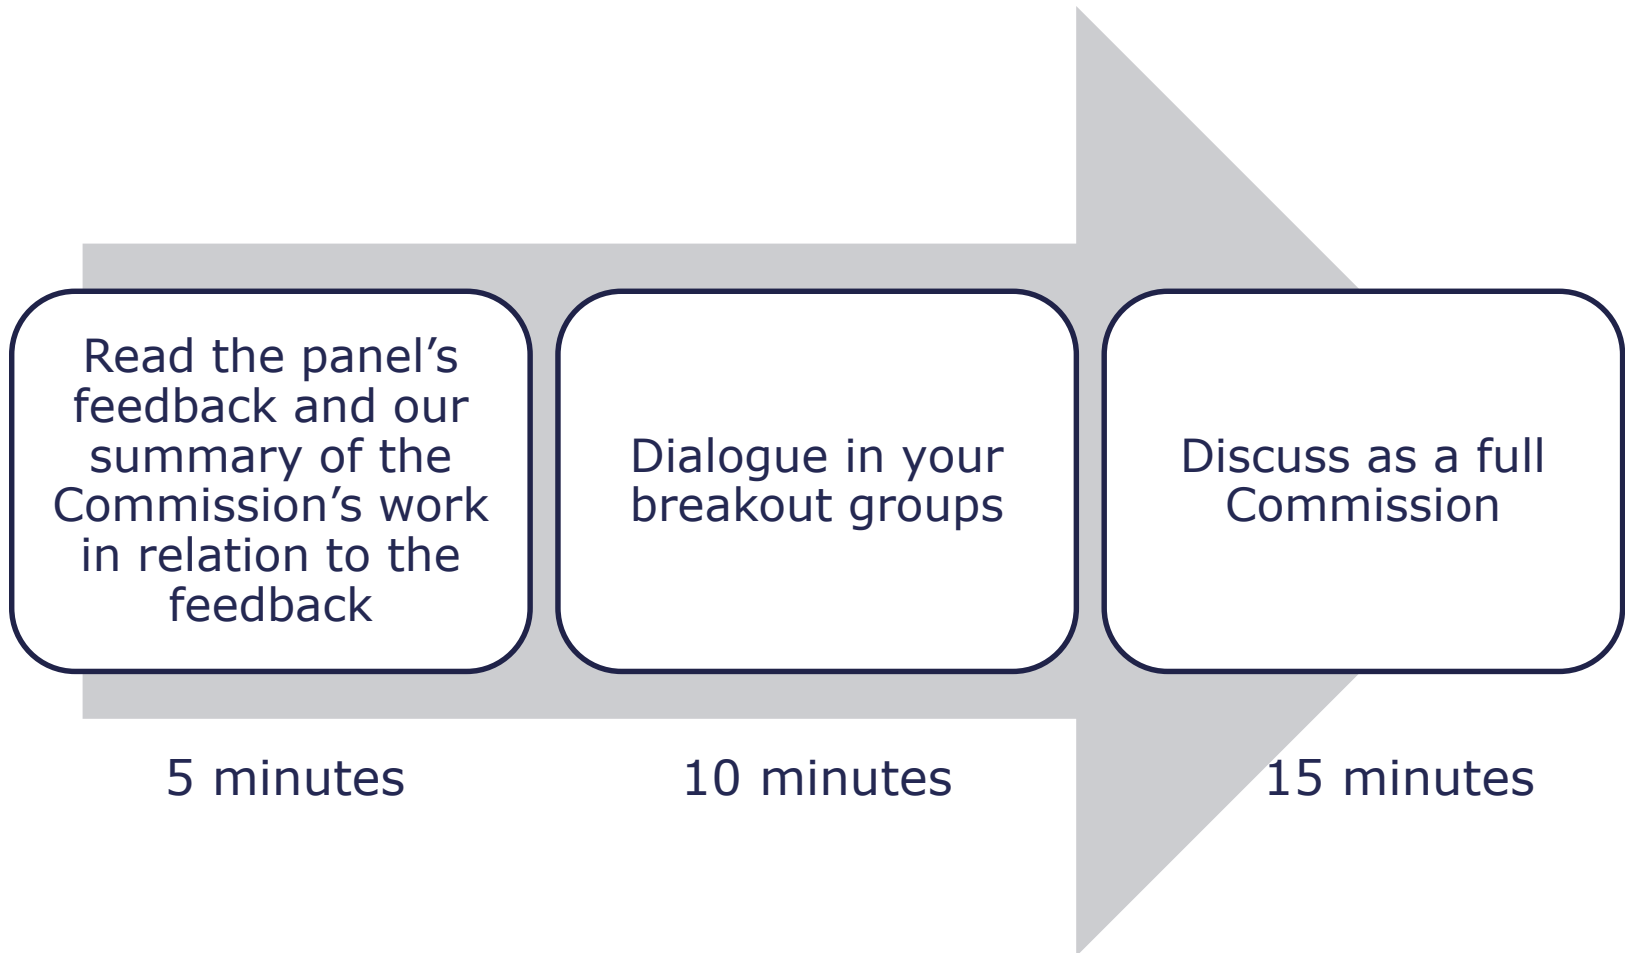 Read the panel’s
feedback and our
summary of the
Commission’s work
in relation to the
feedback
Dialogue in your
breakout groups
Discuss as a full
Commission
5 minutes
10 minutes
15 minutes